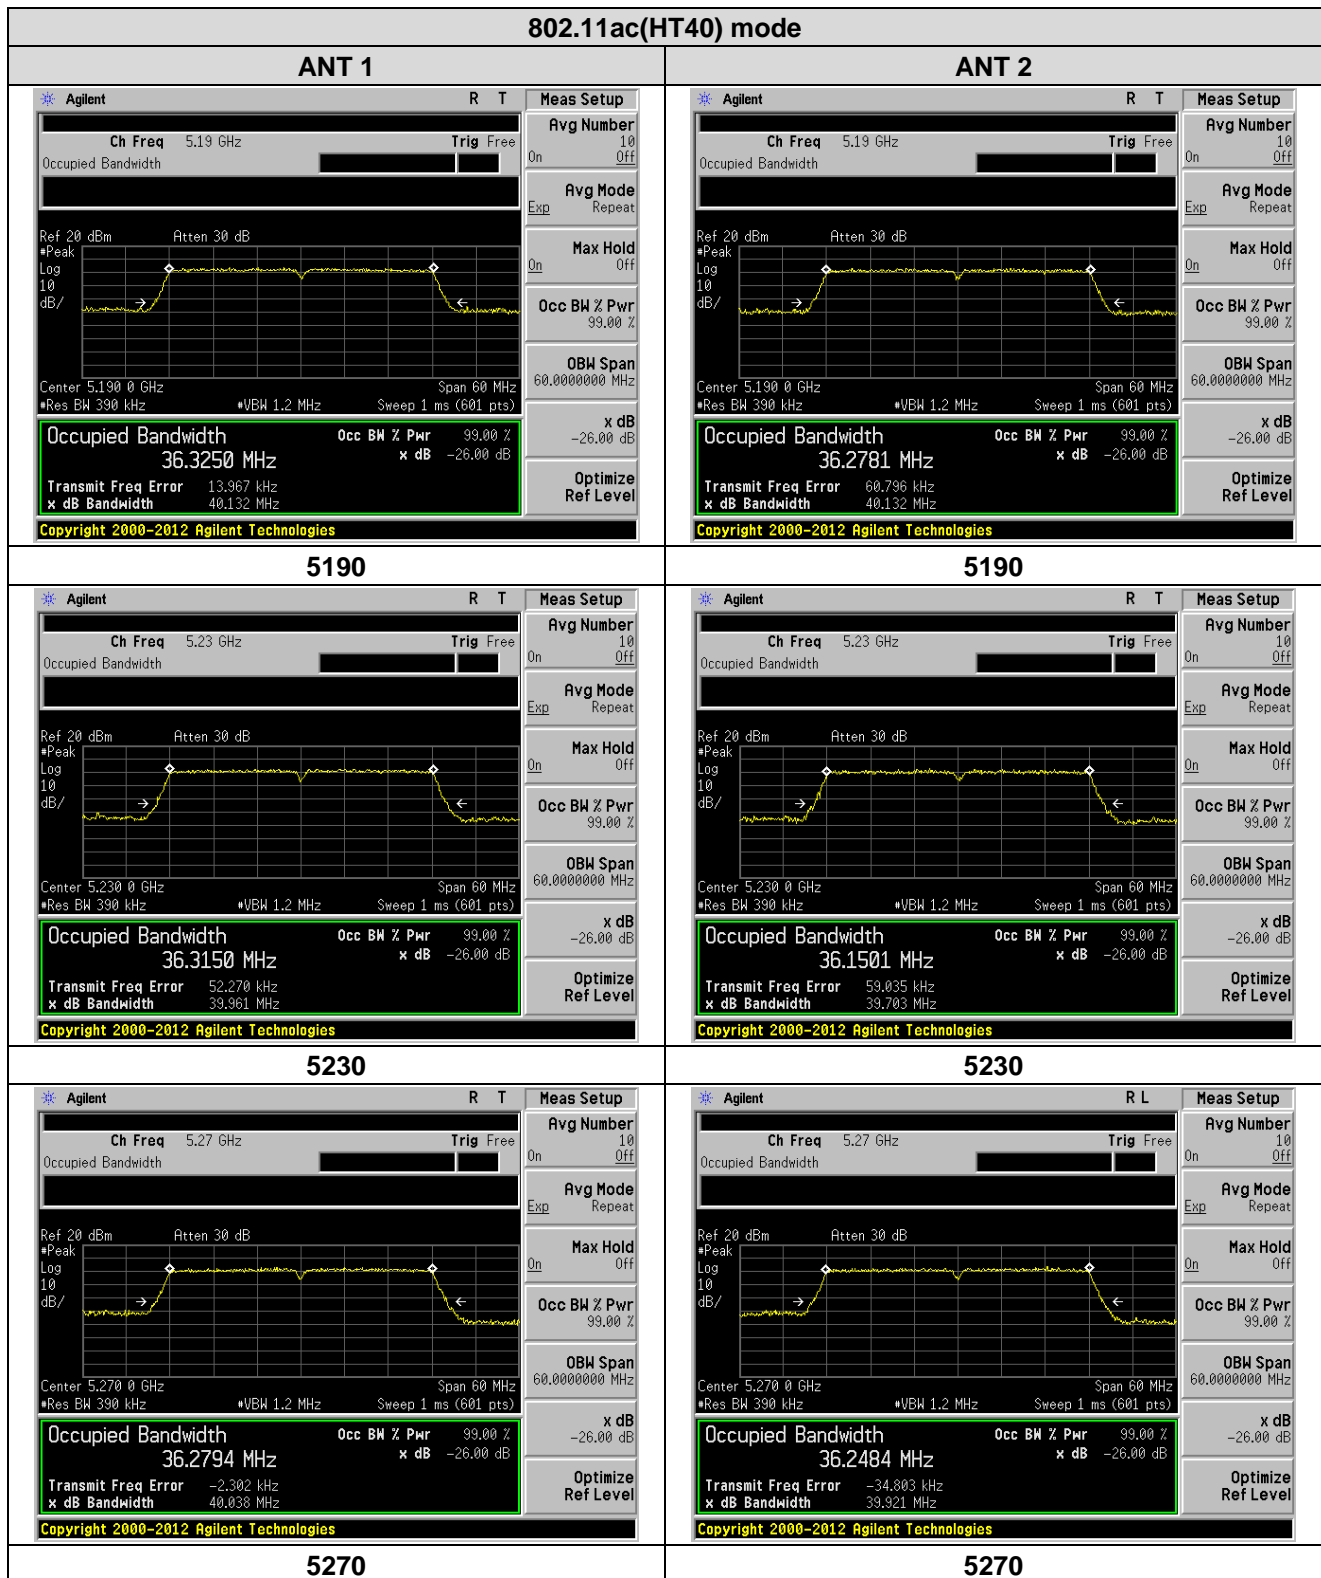 802.11ac(HT40) mode
ANT 1
ANT 2
Agilent R T Meas Setup
Ch Freq 5.19 GHz Trig Free
Occupied Bandwidth
Avg Number
10
On Off
Avg Mode
Exp Repeat
Max Hold
On Off
Occ BW % Pwr
99.00 %
OBW Span
60.0000000 MHz
x dB
-26.00 dB
Optimize
Ref Level
Ref 20 dBm Atten 30 dB
#Peak
Log
10
dB/
Center 5.190 0 GHz Span 60 MHz
#Res BW 390 kHz #VBW 1.2 MHz Sweep 1 ms (601 pts)
Occupied Bandwidth Occ BW % Pwr 99.00 %
36.3250 MHz x dB -26.00 dB
Transmit Freq Error 13.967 kHz
x dB Bandwidth 40.132 MHz
Copyright 2000-2012 Agilent Technologies
Agilent R T Meas Setup
Ch Freq 5.19 GHz Trig Free
Occupied Bandwidth
Avg Number
10
On Off
Avg Mode
Exp Repeat
Max Hold
On Off
Occ BW % Pwr
99.00 %
OBW Span
60.0000000 MHz
x dB
-26.00 dB
Optimize
Ref Level
Ref 20 dBm Atten 30 dB
#Peak
Log
10
dB/
Center 5.190 0 GHz Span 60 MHz
#Res BW 390 kHz #VBW 1.2 MHz Sweep 1 ms (601 pts)
Occupied Bandwidth Occ BW % Pwr 99.00 %
36.2781 MHz x dB -26.00 dB
Transmit Freq Error 60.796 kHz
x dB Bandwidth 40.132 MHz
Copyright 2000-2012 Agilent Technologies
5190
5190
Agilent R T Meas Setup
Ch Freq 5.23 GHz Trig Free
Occupied Bandwidth
Avg Number
10
On Off
Avg Mode
Exp Repeat
Max Hold
On Off
Occ BW % Pwr
99.00 %
OBW Span
60.0000000 MHz
x dB
-26.00 dB
Optimize
Ref Level
Ref 20 dBm Atten 30 dB
#Peak
Log
10
dB/
Center 5.230 0 GHz Span 60 MHz
#Res BW 390 kHz #VBW 1.2 MHz Sweep 1 ms (601 pts)
Occupied Bandwidth Occ BW % Pwr 99.00 %
36.3150 MHz x dB -26.00 dB
Transmit Freq Error 52.270 kHz
x dB Bandwidth 39.961 MHz
Copyright 2000-2012 Agilent Technologies
Agilent R T Meas Setup
Ch Freq 5.23 GHz Trig Free
Occupied Bandwidth
Avg Number
10
On Off
Avg Mode
Exp Repeat
Max Hold
On Off
Occ BW % Pwr
99.00 %
OBW Span
60.0000000 MHz
x dB
-26.00 dB
Optimize
Ref Level
Ref 20 dBm Atten 30 dB
#Peak
Log
10
dB/
Center 5.230 0 GHz Span 60 MHz
#Res BW 390 kHz #VBW 1.2 MHz Sweep 1 ms (601 pts)
Occupied Bandwidth Occ BW % Pwr 99.00 %
36.1501 MHz x dB -26.00 dB
Transmit Freq Error 59.035 kHz
x dB Bandwidth 39.703 MHz
Copyright 2000-2012 Agilent Technologies
5230
5230
Agilent R T Meas Setup
Ch Freq 5.27 GHz Trig Free
Occupied Bandwidth
Avg Number
10
On Off
Avg Mode
Exp Repeat
Max Hold
On Off
Occ BW % Pwr
99.00 %
OBW Span
60.0000000 MHz
x dB
-26.00 dB
Optimize
Ref Level
Ref 20 dBm Atten 30 dB
#Peak
Log
10
dB/
Center 5.270 0 GHz Span 60 MHz
#Res BW 390 kHz #VBW 1.2 MHz Sweep 1 ms (601 pts)
Occupied Bandwidth Occ BW % Pwr 99.00 %
36.2794 MHz x dB -26.00 dB
Transmit Freq Error -2.302 kHz
x dB Bandwidth 40.038 MHz
Copyright 2000-2012 Agilent Technologies
Agilent R L Meas Setup
Ch Freq 5.27 GHz Trig Free
Occupied Bandwidth
Avg Number
10
On Off
Avg Mode
Exp Repeat
Max Hold
On Off
Occ BW % Pwr
99.00 %
OBW Span
60.0000000 MHz
x dB
-26.00 dB
Optimize
Ref Level
Ref 20 dBm Atten 30 dB
#Peak
Log
10
dB/
Center 5.270 0 GHz Span 60 MHz
#Res BW 390 kHz #VBW 1.2 MHz Sweep 1 ms (601 pts)
Occupied Bandwidth Occ BW % Pwr 99.00 %
36.2484 MHz x dB -26.00 dB
Transmit Freq Error -34.803 kHz
x dB Bandwidth 39.921 MHz
Copyright 2000-2012 Agilent Technologies
5270
5270